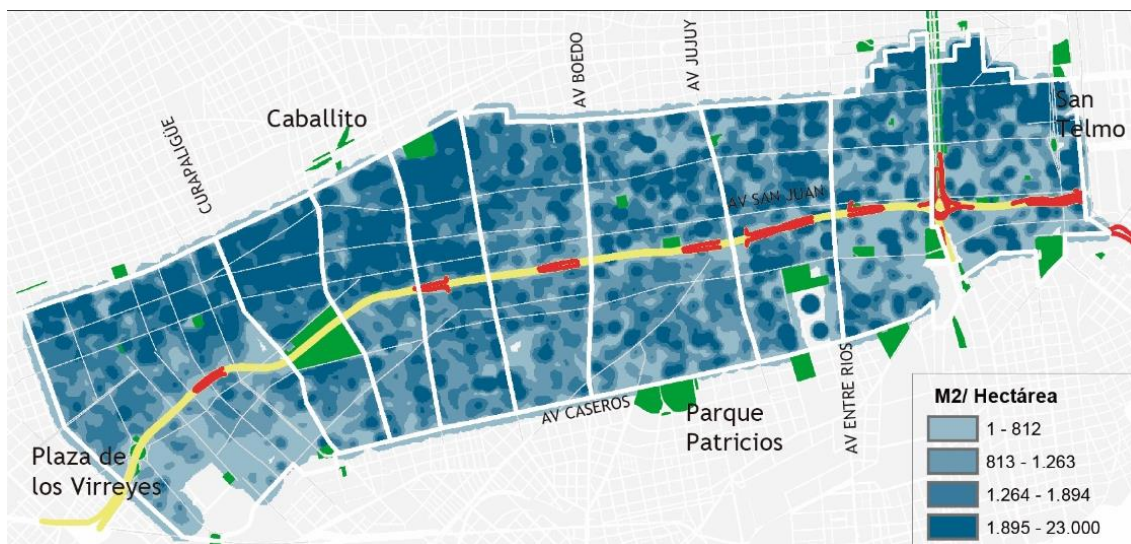 AV BOEDO
AV JUJUY
Caballito
CURAPALIGÜE
San
Telmo
AV SAN JUAN
AV ENTRE RIOS
AV CASEROS
Parque
Patricios
Plaza de
los Virreyes
M2/ Hectárea
1 - 812
813 - 1.263
1.264 - 1.894
1.895 - 23.000